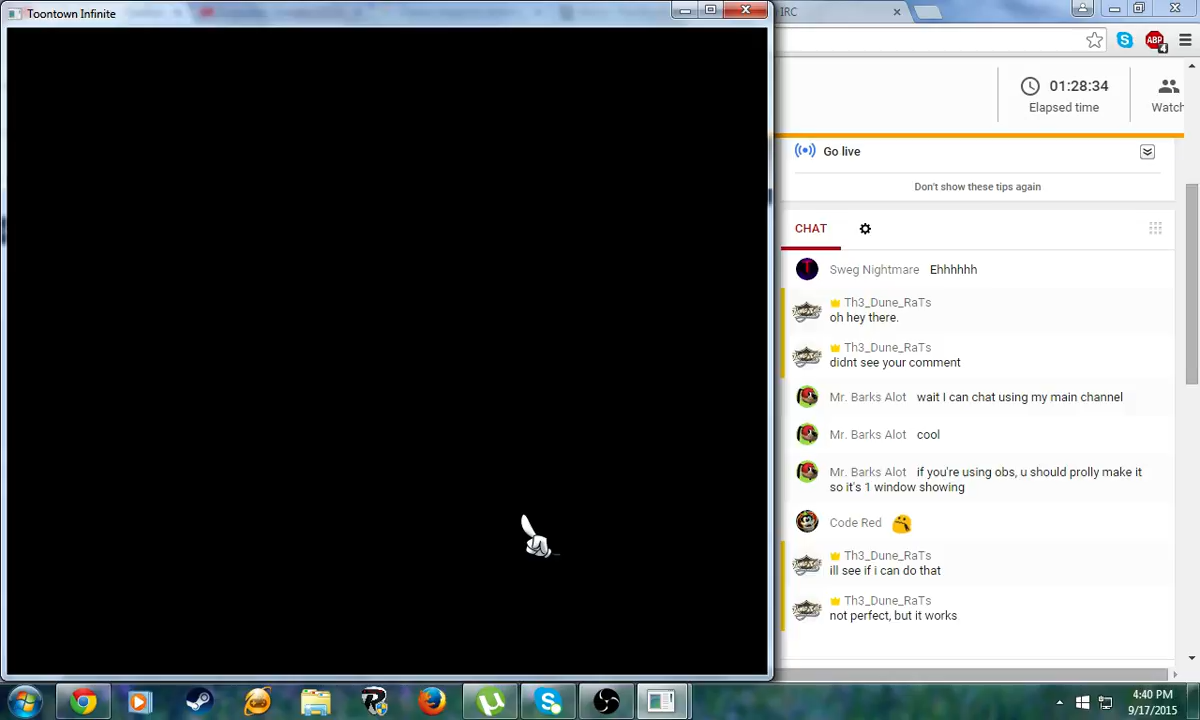 Toontown Infinite
IRC
ABP
4
01:28:34
Elapsed time
Watch
Go live
Don't show these tips again
CHAT
Sweg Nightmare Ehhhhhh
Th3_Dune_RaTs
oh hey there.
Th3_Dune_RaTs
didnt see your comment
Mr. Barks Alot wait I can chat using my main channel
Mr. Barks Alot cool
Mr. Barks Alot if you're using obs, u should prolly make it
so it's 1 window showing
Code Red
Th3_Dune_RaTs
ill see if i can do that
Th3_Dune_RaTs
not perfect, but it works
4:40 PM
9/17/2015